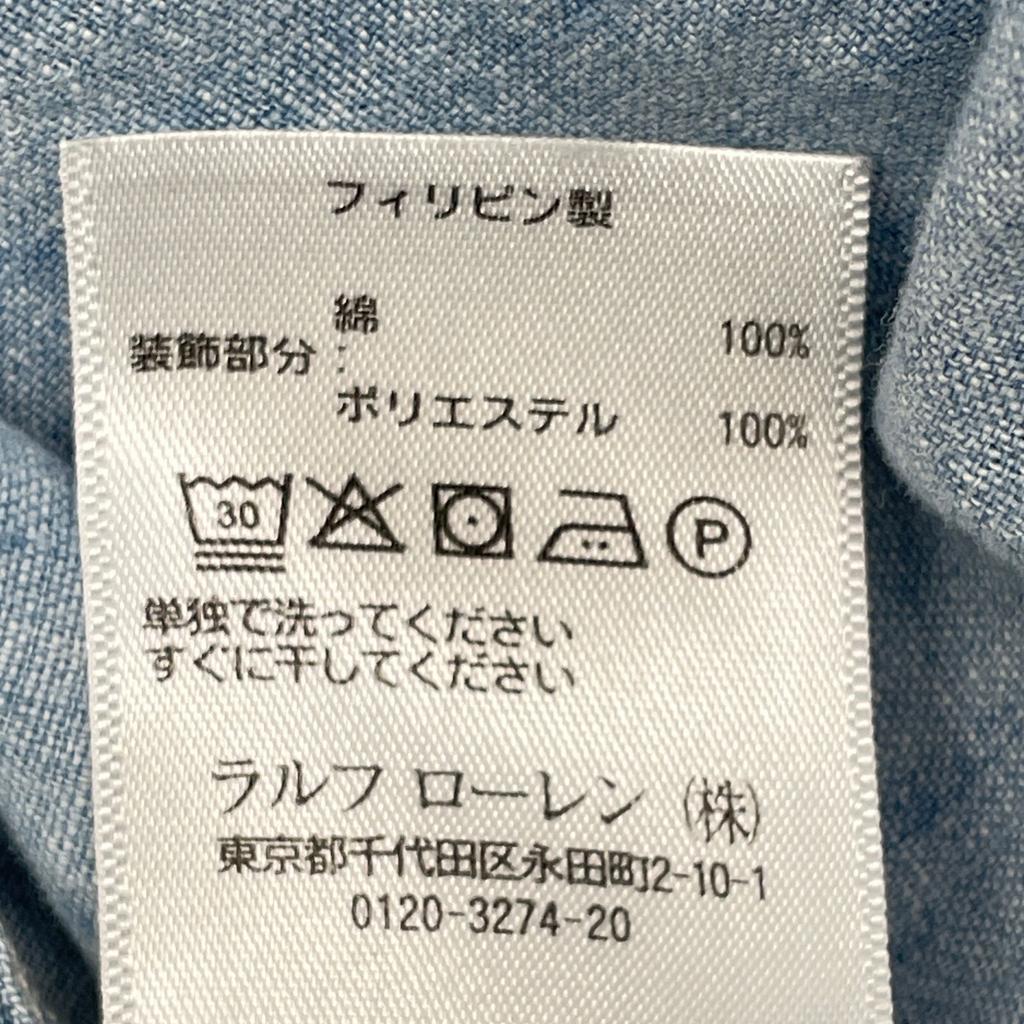 フィリピン製
綿 100%
装飾部分 :
ポリエステル 100%
30 P
単独で洗ってください
すぐに干してください
ラルフ ローレン (株)
東京都千代田区永田町2-10-1
0120-3274-20